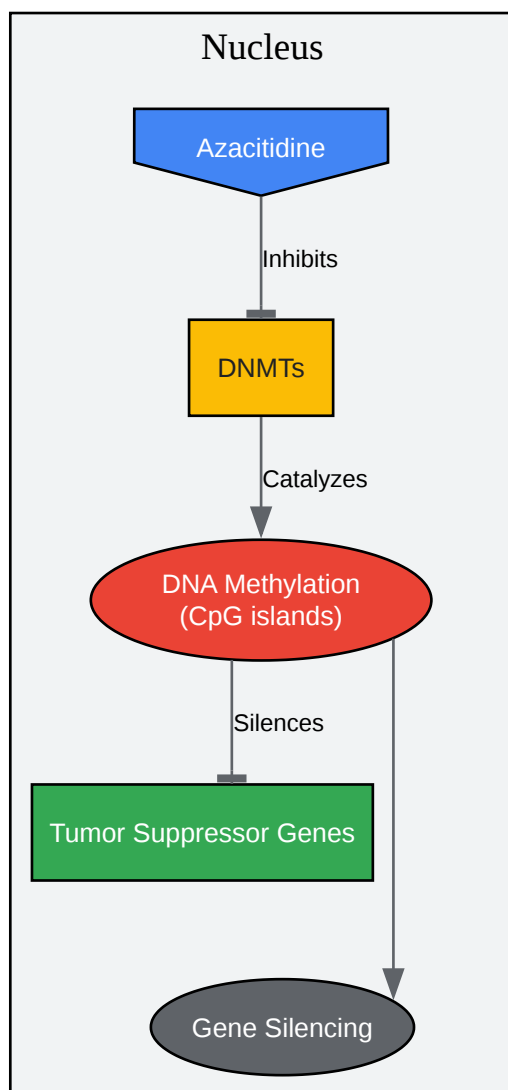 Nucleus
Azacitidine
Inhibits
DNMTs
Catalyzes
DNA Methylation
(CpG islands)
Silences
Tumor Suppressor Genes
Gene Silencing